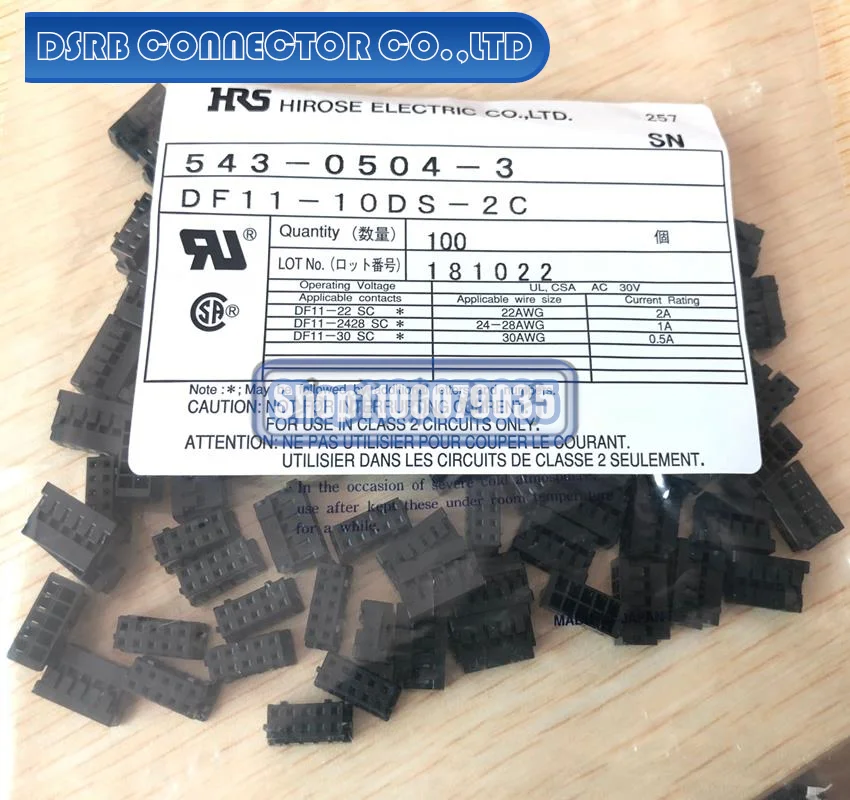 DSRB CONNECTOR CO.,LTD
HRS HIROSE ELECTRIC CO.,LTD. 257
SN
543-0504-3
DF11-10DS-2C
Quantity (数量) 100 個
LOT No. (ロット番号) 181022
Operating Voltage UL, CSA AC 30V
Applicable contacts Applicable wire size Current Rating
DF11-22 SC * 22AWG 2A
DF11-2428 SC * 24-28AWG 1A
DF11-30 SC * 30AWG 0.5A
Note :*; May followed by
Shop1100079035
CAUTION:
FOR USE IN CLASS 2 CIRCUITS ONLY.
ATTENTION: NE PAS UTILISER POUR COUPER LE COURANT.
UTILISIER DANS LES CIRCUITS DE CLASSE 2 SEULEMENT.
In the occasion of severe cold
use after kept these under room temperature
for a while.
JAPAN